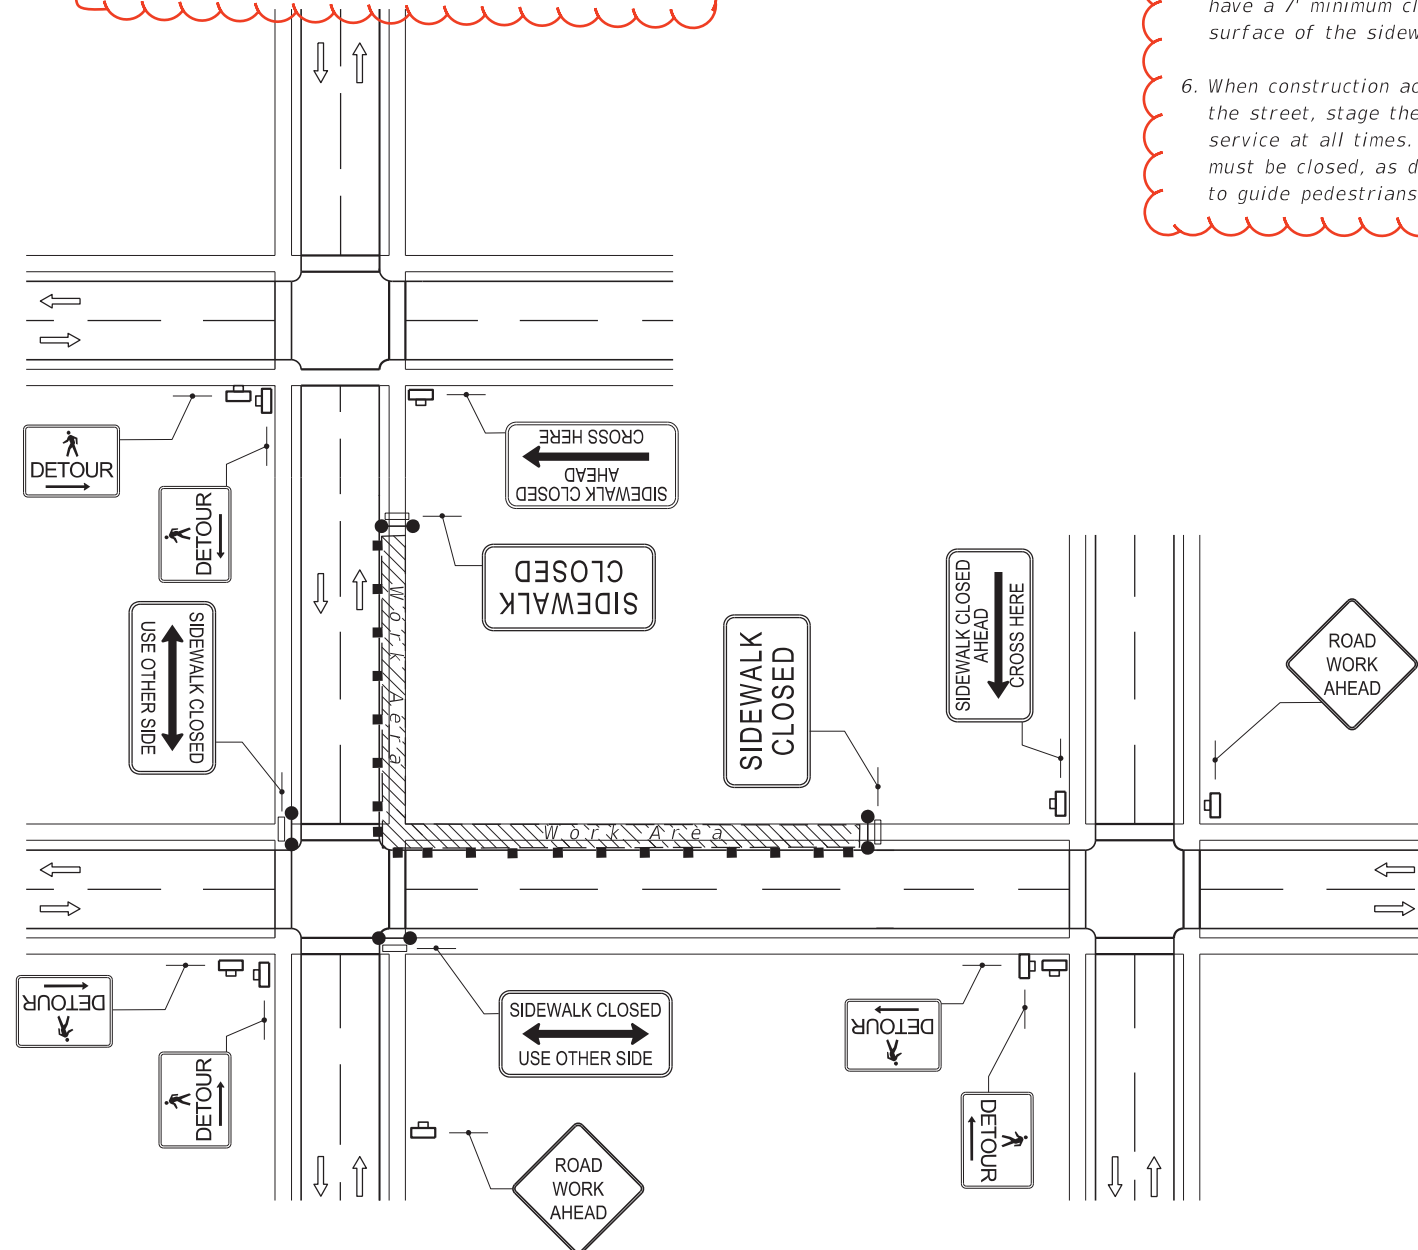 have a 7' minimum cl
surface of the sidew
6. When construction ac
the street, stage the
service at all times.
must be closed, as d
to guide pedestrians
DETOUR
DETOUR
SIDEWALK CLOSED
AHEAD
CROSS HERE
SIDEWALK
CLOSED
SIDEWALK CLOSED
USE OTHER SIDE
Work Aera
SIDEWALK
CLOSED
SIDEWALK CLOSED
AHEAD
CROSS HERE
ROAD
WORK
AHEAD
Work Area
DETOUR
DETOUR
SIDEWALK CLOSED
USE OTHER SIDE
DETOUR
DETOUR
ROAD
WORK
AHEAD